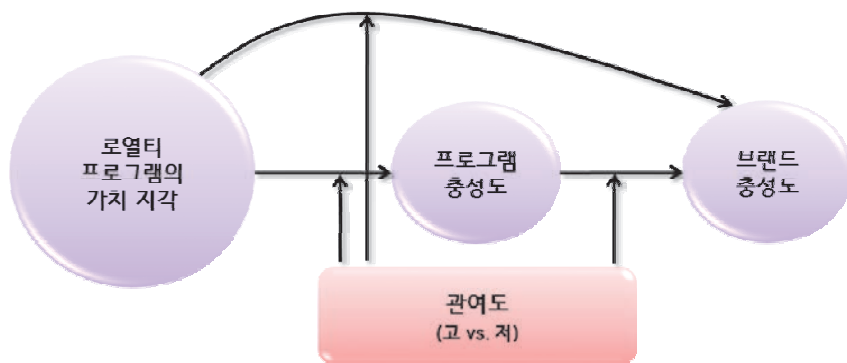 로열티
프로그램의
가치 지각
프로그램
충성도
브랜드
충성도
관여도
(고 vs. 저)